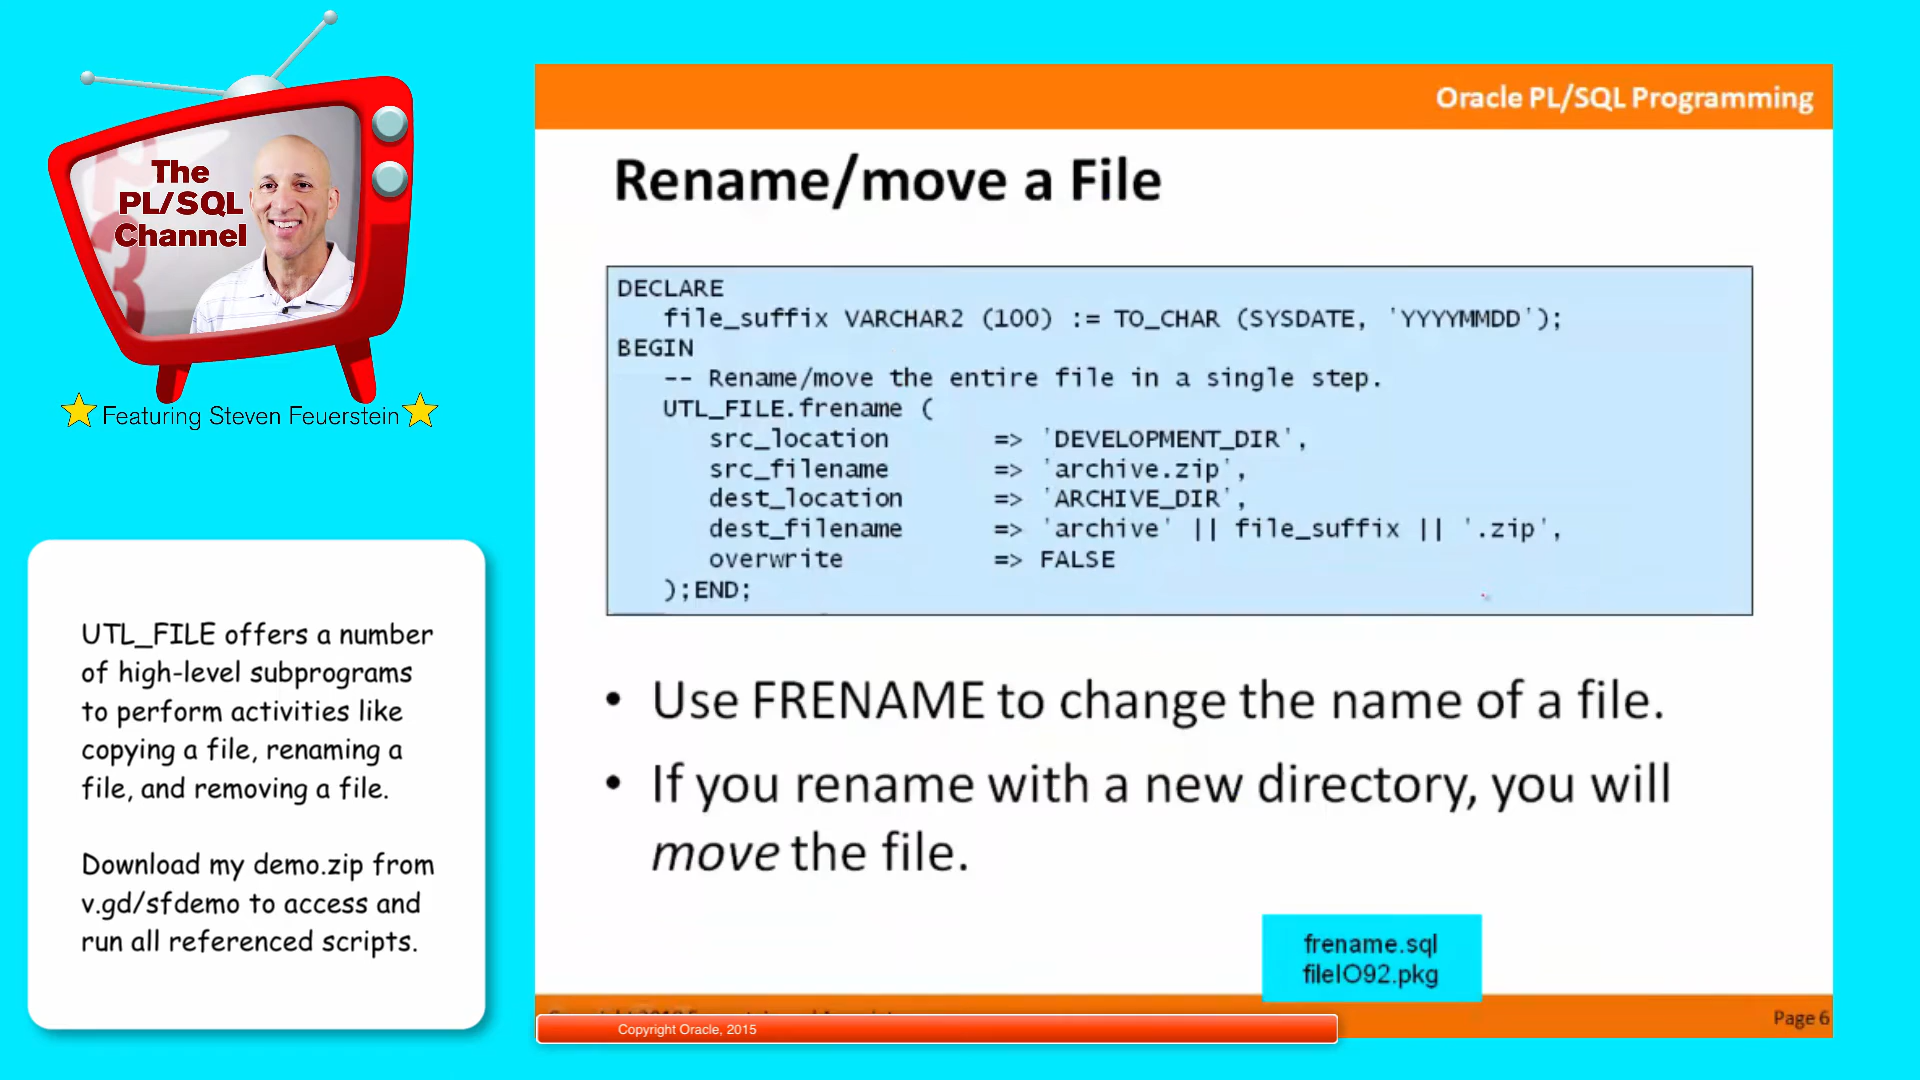 The
PL/SQL
Channel
Featuring Steven Feuerstein
UTL_FILE offers a number
of high-level subprograms
to perform activities like
copying a file, renaming a
file, and removing a file.
Download my demo.zip from
v.gd/sfdemo to access and
run all referenced scripts.
Oracle PL/SQL Programming
Rename/move a File
DECLARE
   file_suffix VARCHAR2 (100) := TO_CHAR (SYSDATE, 'YYYYMMDD');
BEGIN
   -- Rename/move the entire file in a single step.
   UTL_FILE.frename (
      src_location      => 'DEVELOPMENT_DIR',
      src_filename      => 'archive.zip',
      dest_location     => 'ARCHIVE_DIR',
      dest_filename     => 'archive' || file_suffix || '.zip',
      overwrite         => FALSE
   );END;
• Use FRENAME to change the name of a file.
• If you rename with a new directory, you will
move the file.
frename.sql
fileIO92.pkg
Copyright Oracle, 2015
Page 6